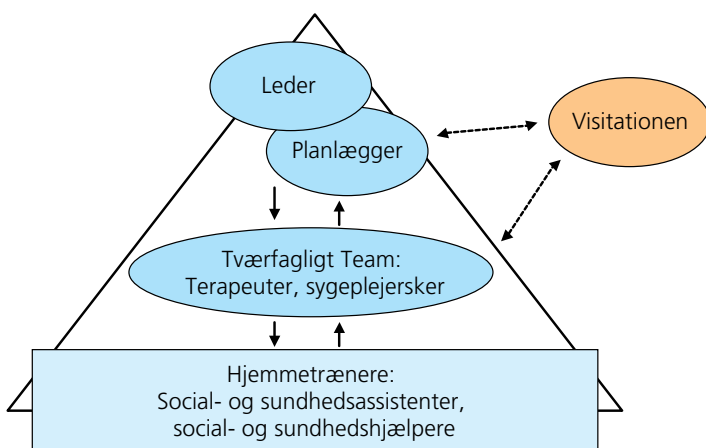 Leder
Planlægger
Visitationen
Tværfagligt Team:
Terapeuter, sygeplejersker
Hjemmetrænere:
Social- og sundhedsassistenter,
social- og sundhedshjælpere